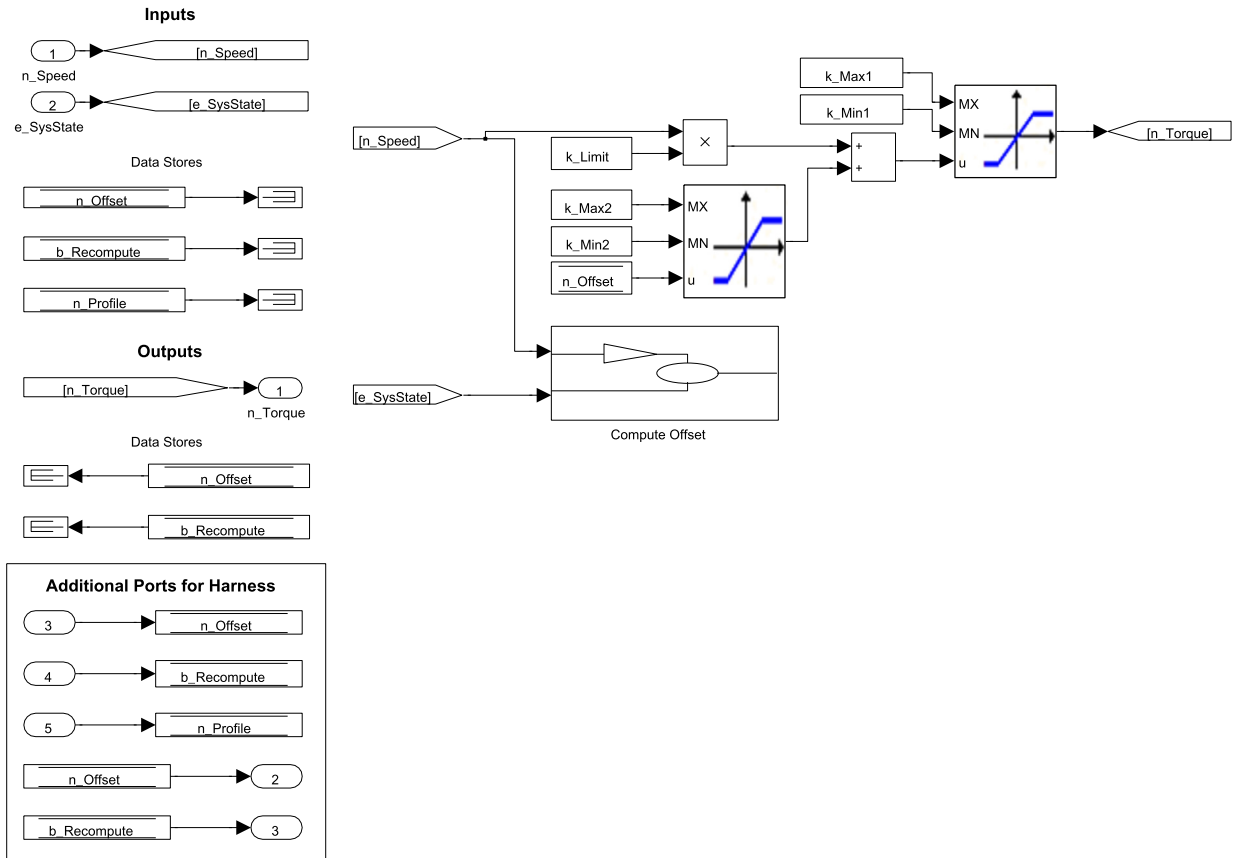 Inputs
1
[n_Speed]
n_Speed
2
[e_SysState]
e_SysState
Data Stores
n_Offset
b_Recompute
n_Profile
Outputs
[n_Torque]
1
n_Torque
Data Stores
n_Offset
b_Recompute
Additional Ports for Harness
3
n_Offset
4
b_Recompute
5
n_Profile
n_Offset
2
b_Recompute
3
[n_Speed]
k_Limit
×
k_Max2
k_Min2
n_Offset
MX
MN
u
+
+
k_Max1
k_Min1
MX
MN
u
[n_Torque]
[e_SysState]
Compute Offset